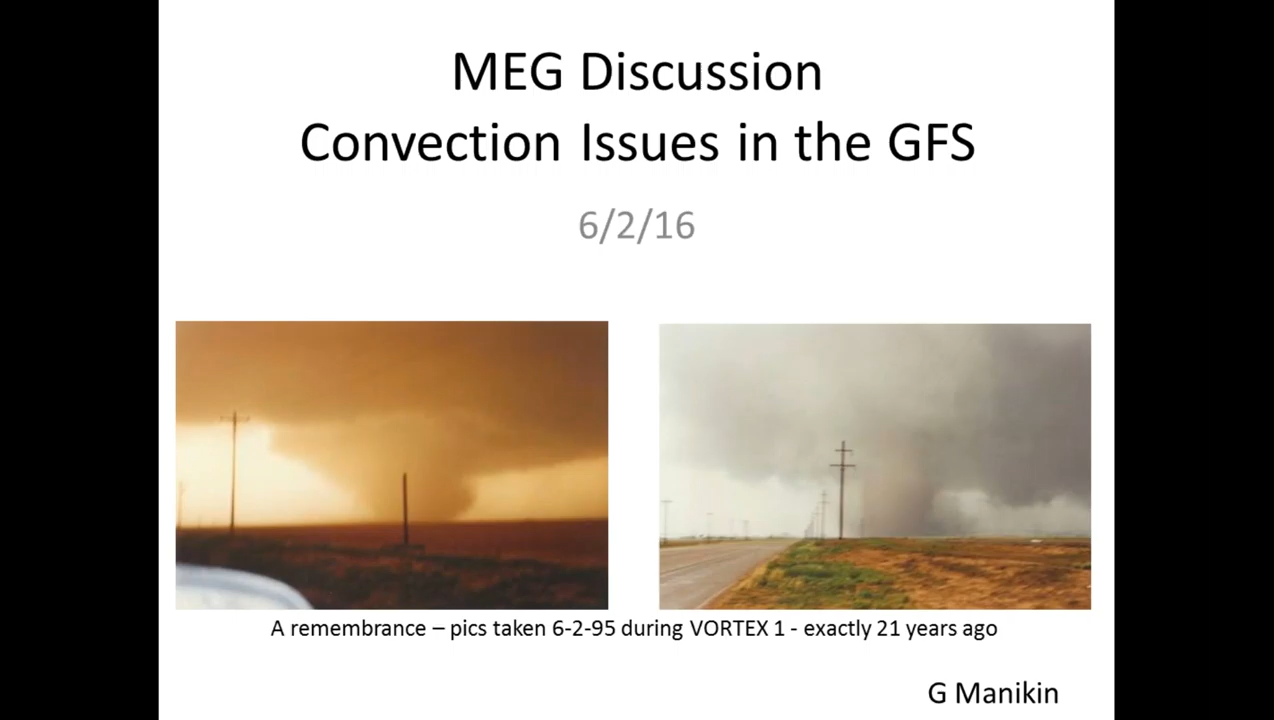 MEG Discussion
Convection Issues in the GFS
6/2/16
A remembrance – pics taken 6-2-95 during VORTEX 1 - exactly 21 years ago
G Manikin